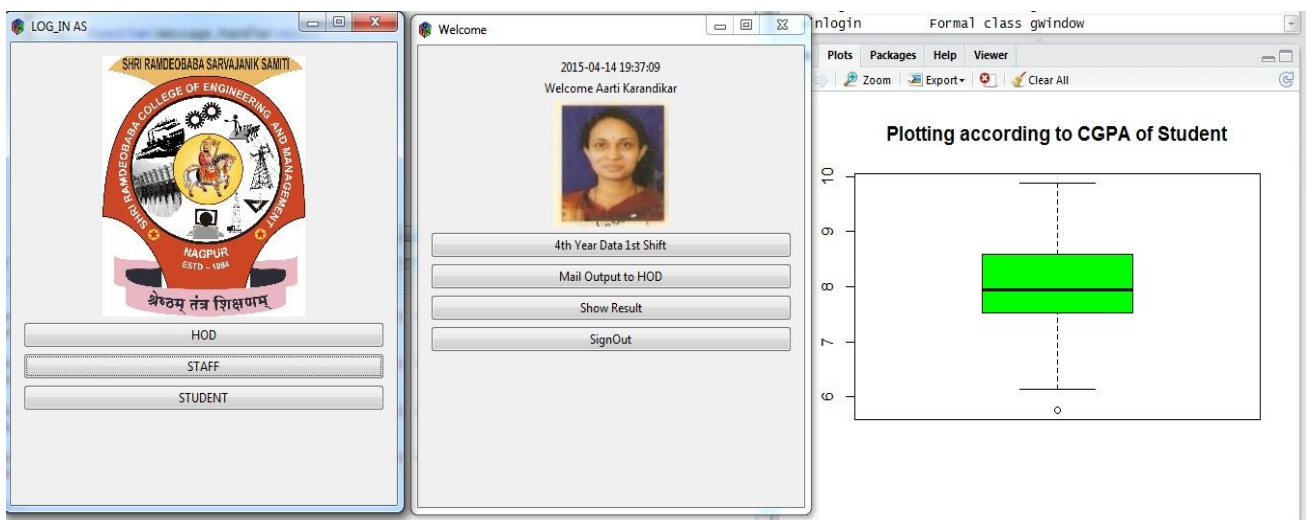 LOG_IN AS
SHRI RAMDEOBABA SARVAJANIK SAMITI
SHRI RAMDEOBABA COLLEGE OF ENGINEERING AND MANAGEMENT
NAGPUR
ESTD - 1984
श्रेष्ठम् तंत्र शिक्षणम्
HOD
STAFF
STUDENT
Welcome
2015-04-14 19:37:09
Welcome Aarti Karandikar
4th Year Data 1st Shift
Mail Output to HOD
Show Result
SignOut
nlogin Formal class gWindow
Plots Packages Help Viewer
Zoom Export Clear All
Plotting according to CGPA of Student
10
9
8
7
6